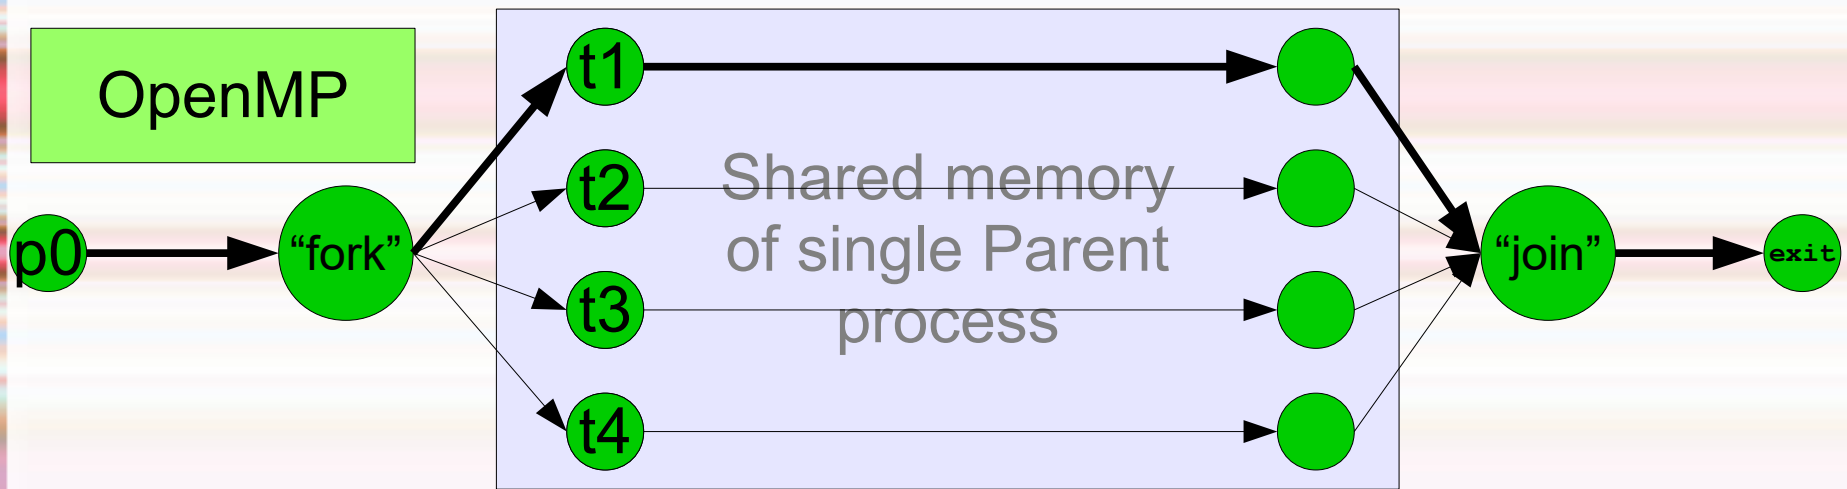 OpenMP
p0
“fork”
t1
t2
t3
t4
Shared memory
of single Parent
process
“join”
exit